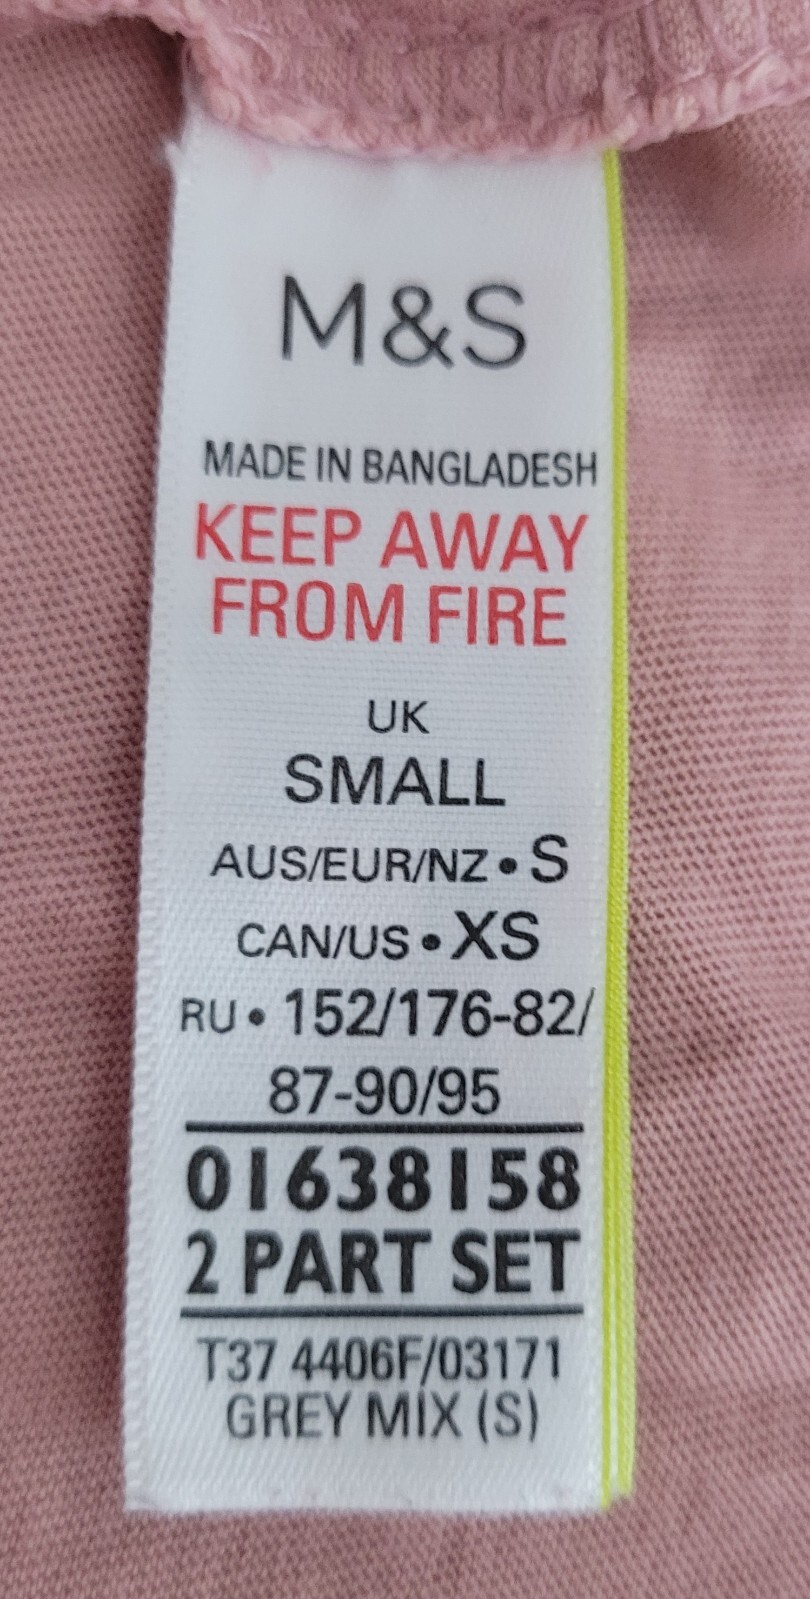 M&S
MADE IN BANGLADESH
KEEP AWAY
FROM FIRE
UK
SMALL
AUS/EUR/NZ • S
CAN/US • XS
RU • 152/176-82/
87-90/95
01638158
2 PART SET
T37 4406F/03171
GREY MIX (S)